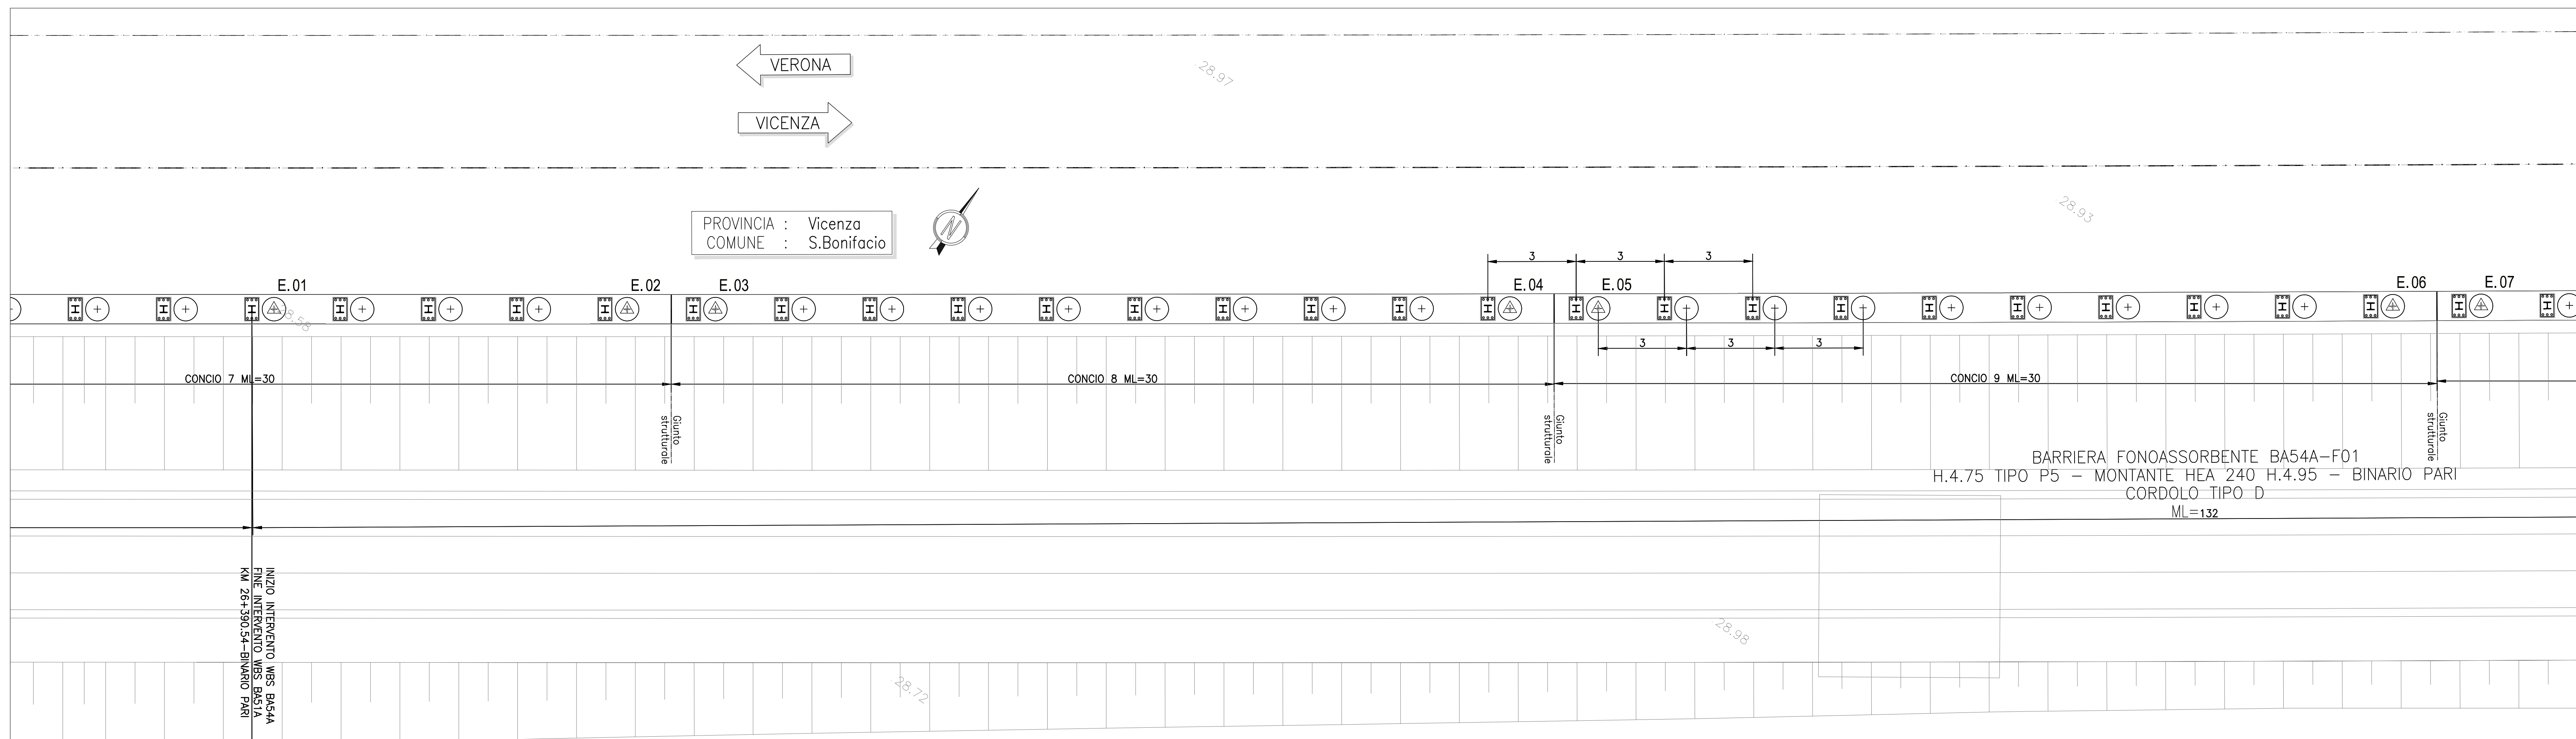 VERONA
28.97
VICENZA
28.93
PROVINCIA : Vicenza
COMUNE : S.Bonifacio
N
3 3 3
E.01
E.02
E.03
E.04
E.05
E.06
E.07
28.58
3 3 3
CONCIO 7 ML=30
CONCIO 8 ML=30
CONCIO 9 ML=30
Giunto
strutturale
Giunto
strutturale
Giunto
strutturale
BARRIERA FONOASSORBENTE BA54A-F01
H.4.75 TIPO P5 - MONTANTE HEA 240 H.4.95 - BINARIO PARI
CORDOLO TIPO D
ML=132
INIZIO INTERVENTO WBS BA54A
FINE INTERVENTO WBS BA51A
KM 26+390.54-BINARIO PARI
28.98
28.72